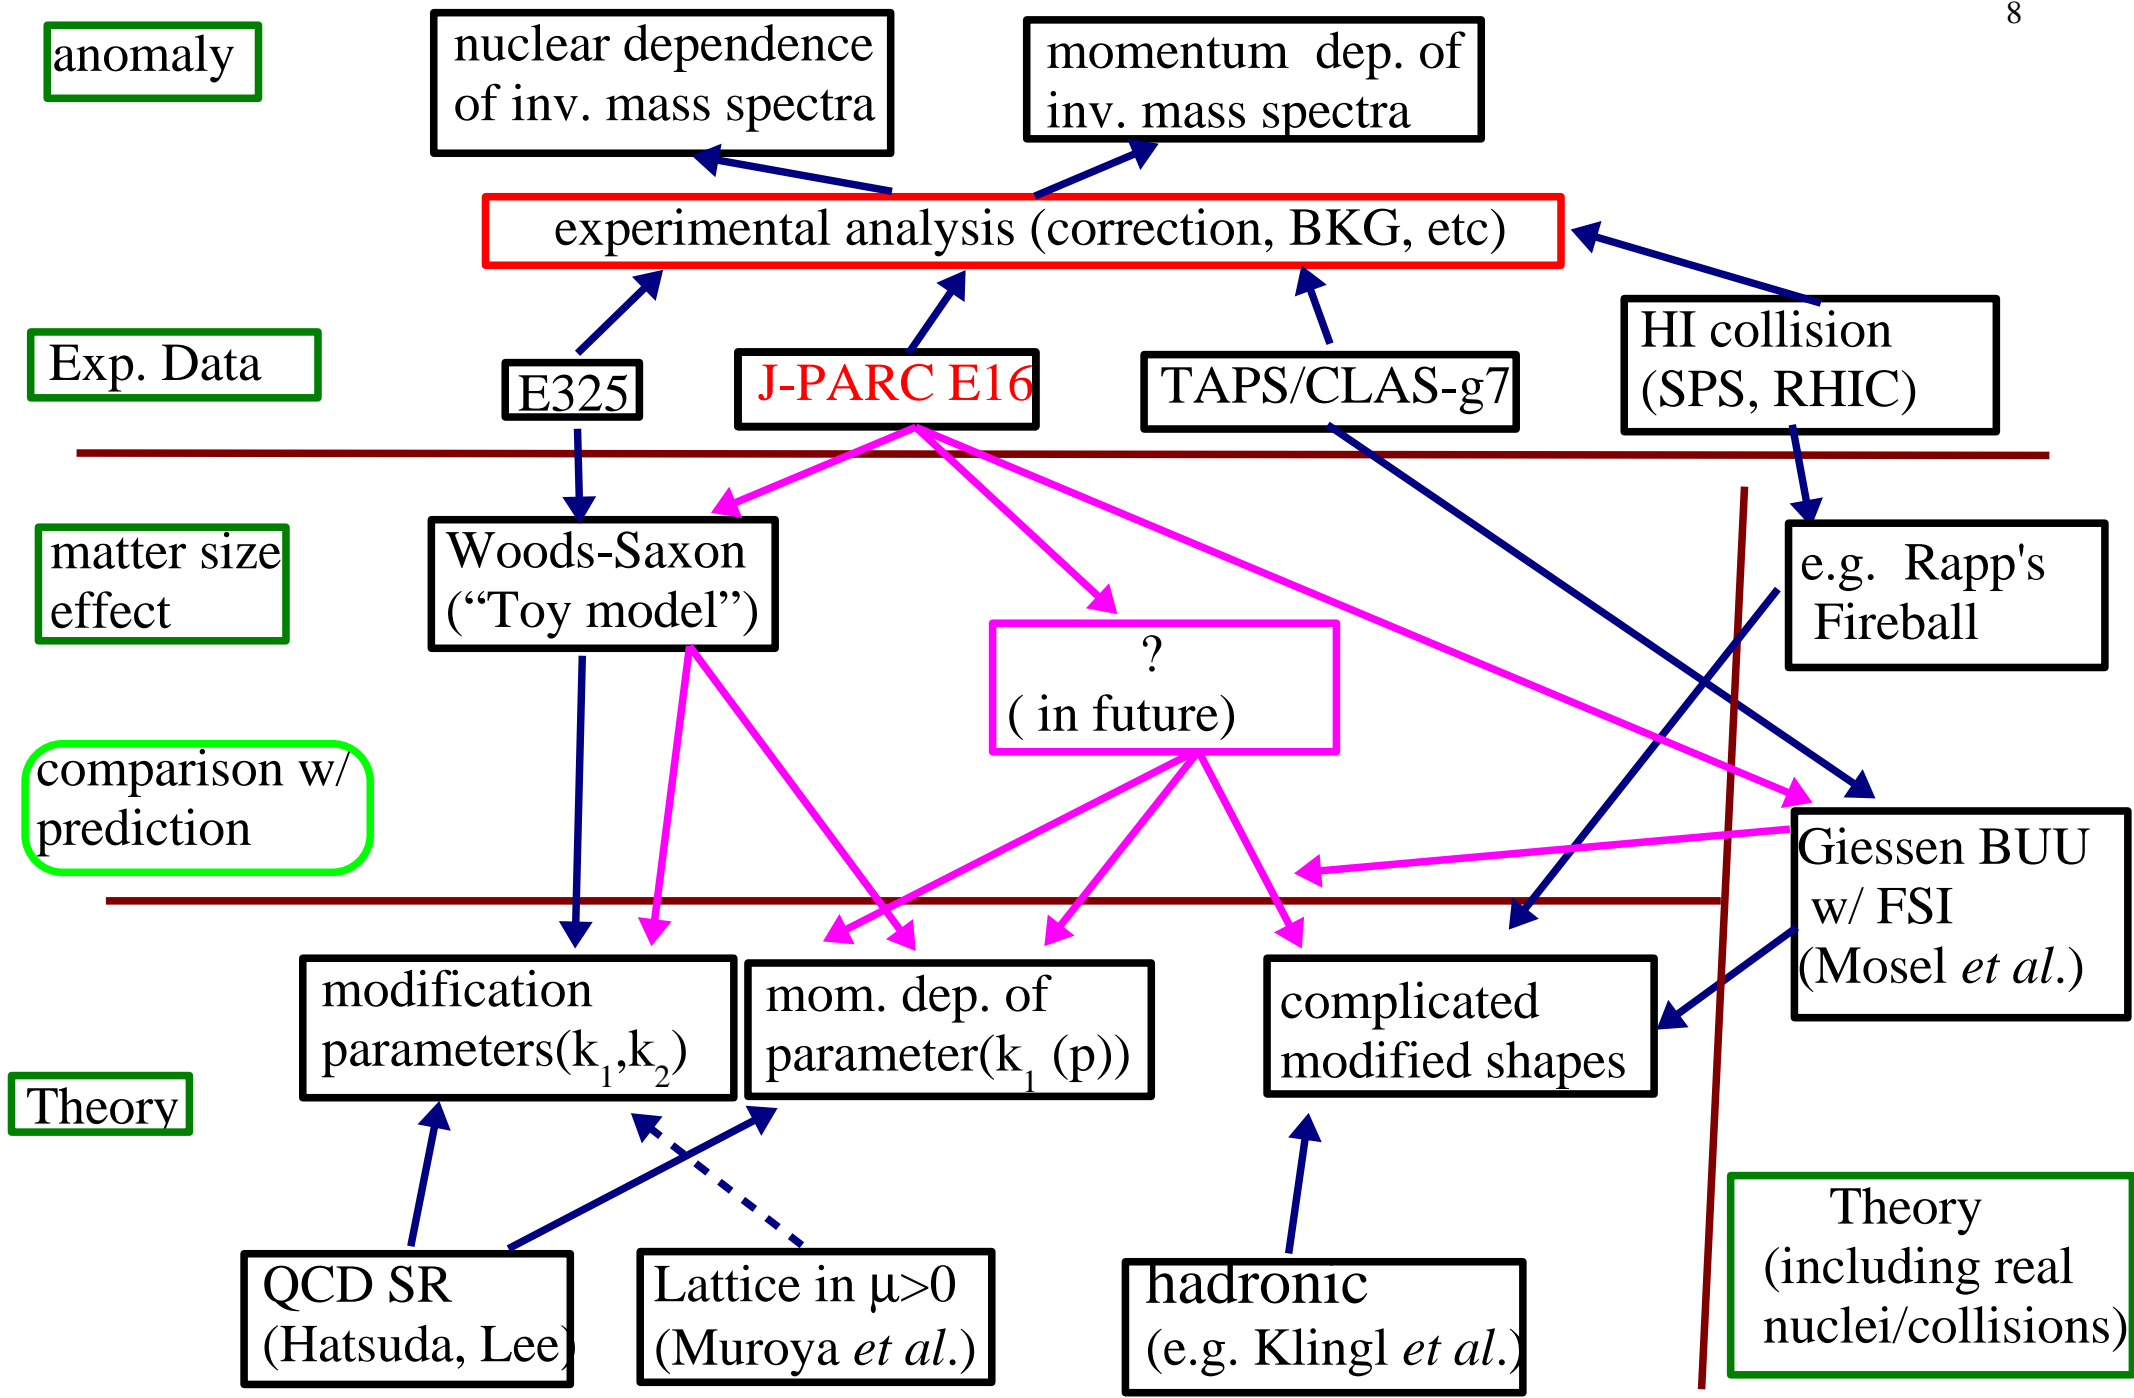 8
anomaly
nuclear dependence
of inv. mass spectra
momentum dep. of
inv. mass spectra
experimental analysis (correction, BKG, etc)
Exp. Data
E325
J-PARC E16
TAPS/CLAS-g7
HI collision
(SPS, RHIC)
matter size
effect
Woods-Saxon
(“Toy model”)
?
( in future)
e.g. Rapp's
Fireball
comparison w/
prediction
Giessen BUU
w/ FSI
(Mosel et al.)
modification
parameters(k₁,k₂)
mom. dep. of
parameter(k₁ (p))
complicated
modified shapes
Theory
QCD SR
(Hatsuda, Lee)
Lattice in μ>0
(Muroya et al.)
hadronic
(e.g. Klingl et al.)
Theory
(including real
nuclei/collisions)